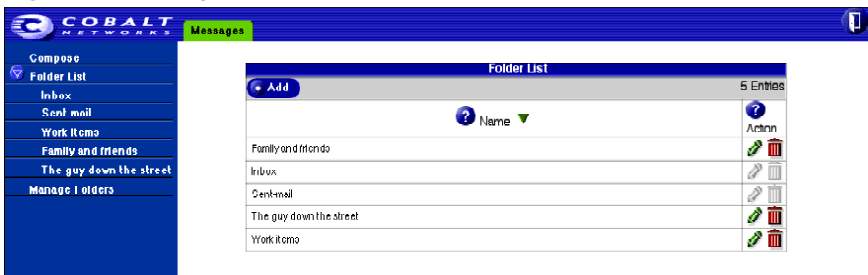 COBALT
NETWORKS
Messages
Compose
Folder List
Inbox
Sent mail
Work Items
Family and friends
The guy down the street
Manage Folders
Folder List
Add
5 Entries
? Name
? Action
Family and friends
Inbox
Sent-mail
The guy down the street
Work items